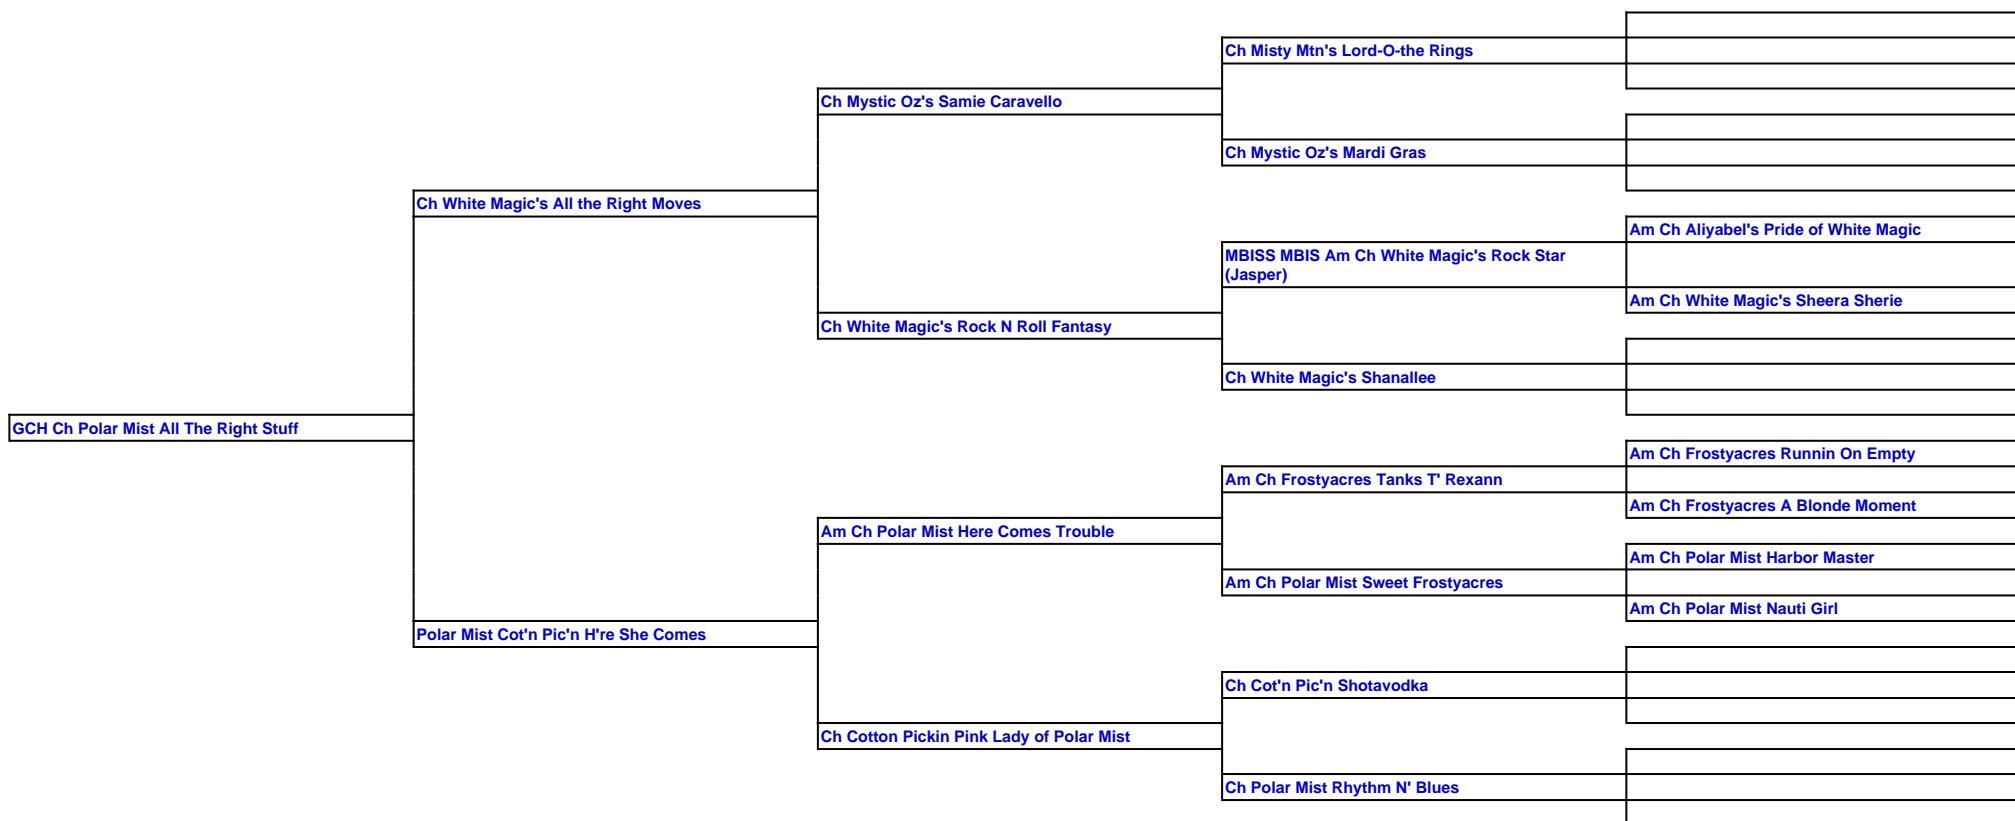 Ch Misty Mtn's Lord-O-the Rings
Ch Mystic Oz's Samie Caravello
Ch Mystic Oz's Mardi Gras
Ch White Magic's All the Right Moves
Am Ch Aliyabel's Pride of White Magic
MBISS MBIS Am Ch White Magic's Rock Star
(Jasper)
Am Ch White Magic's Sheera Sherie
Ch White Magic's Rock N Roll Fantasy
Ch White Magic's Shanallee
GCH Ch Polar Mist All The Right Stuff
Am Ch Frostyacres Runnin On Empty
Am Ch Frostyacres Tanks T' Rexann
Am Ch Frostyacres A Blonde Moment
Am Ch Polar Mist Here Comes Trouble
Am Ch Polar Mist Harbor Master
Am Ch Polar Mist Sweet Frostyacres
Am Ch Polar Mist Nauti Girl
Polar Mist Cot'n Pic'n H're She Comes
Ch Cot'n Pic'n Shotavodka
Ch Cotton Pickin Pink Lady of Polar Mist
Ch Polar Mist Rhythm N' Blues